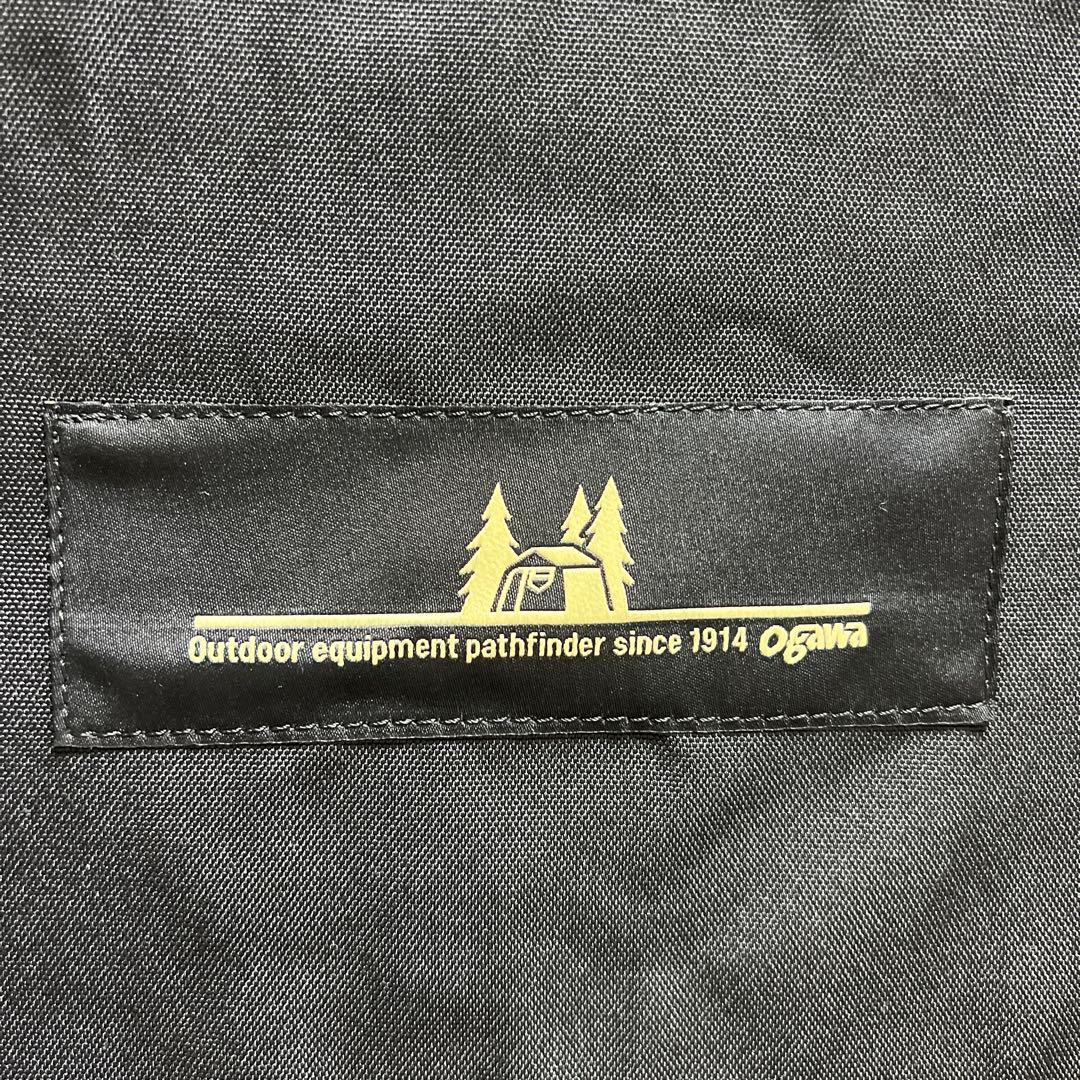 Outdoor equipment pathfinder since 1914 ogawa